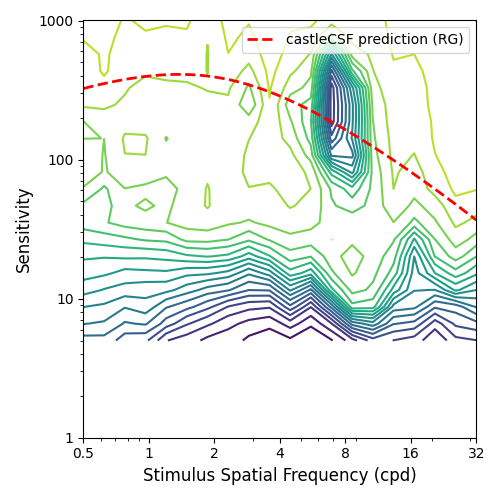 1000
castleCSF prediction (RG)
100
Sensitivity
10
1
0.5 1 2 4 8 16 32
Stimulus Spatial Frequency (cpd)